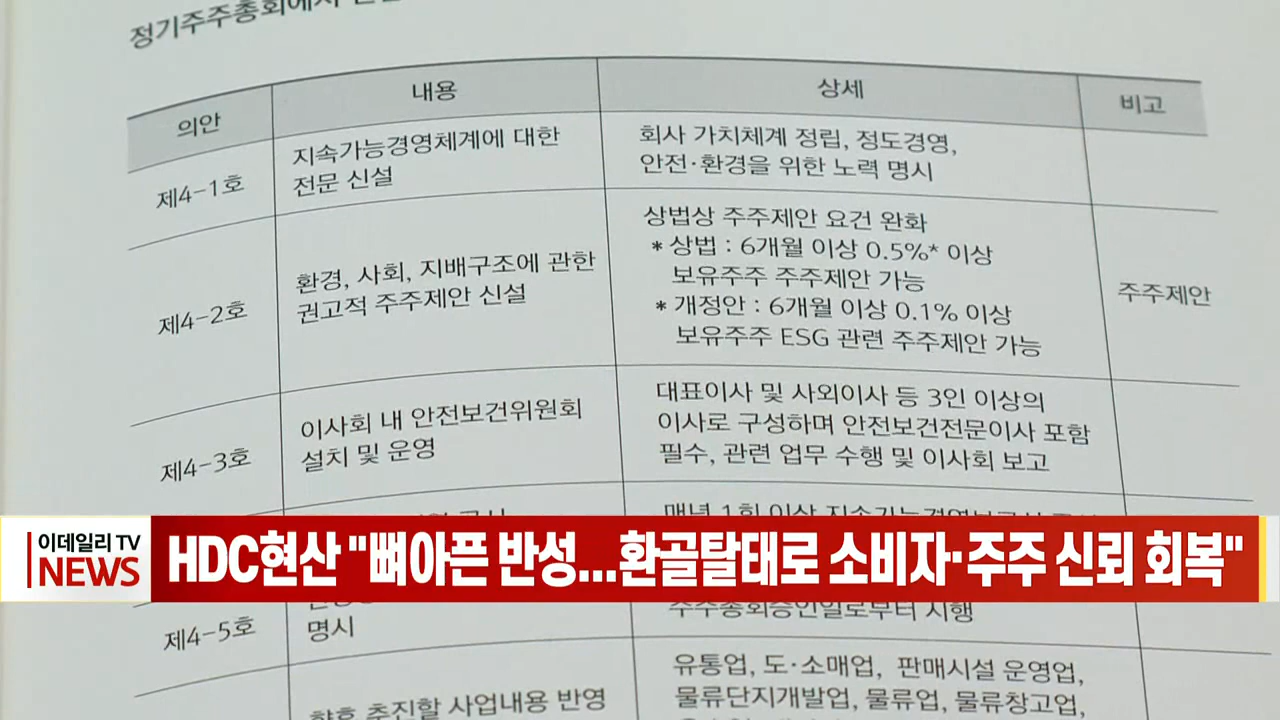 정기주주총회에서
의안 내용 상세 비고
제4-1호
지속가능경영체계에 대한
전문 신설
회사 가치체계 정립, 정도경영,
안전·환경을 위한 노력 명시
제4-2호
환경, 사회, 지배구조에 관한
권고적 주주제안 신설
상법상 주주제안 요건 완화
* 상법 : 6개월 이상 0.5%* 이상
보유주주 주주제안 가능
* 개정안 : 6개월 이상 0.1% 이상
보유주주 ESG 관련 주주제안 가능
주주제안
제4-3호
이사회 내 안전보건위원회
설치 및 운영
대표이사 및 사외이사 등 3인 이상의
이사로 구성하며 안전보건전문이사 포함
필수, 관련 업무 수행 및 이사회 보고
매년 1회 이상
이데일리TV
NEWS
HDC현산 "뼈아픈 반성...환골탈태로 소비자·주주 신뢰 회복"
제4-5호
명시
주주총회승인일로부터 시행
향후 추진할 사업내용 반영
유통업, 도·소매업, 판매시설 운영업,
물류단지개발업, 물류업, 물류창고업,